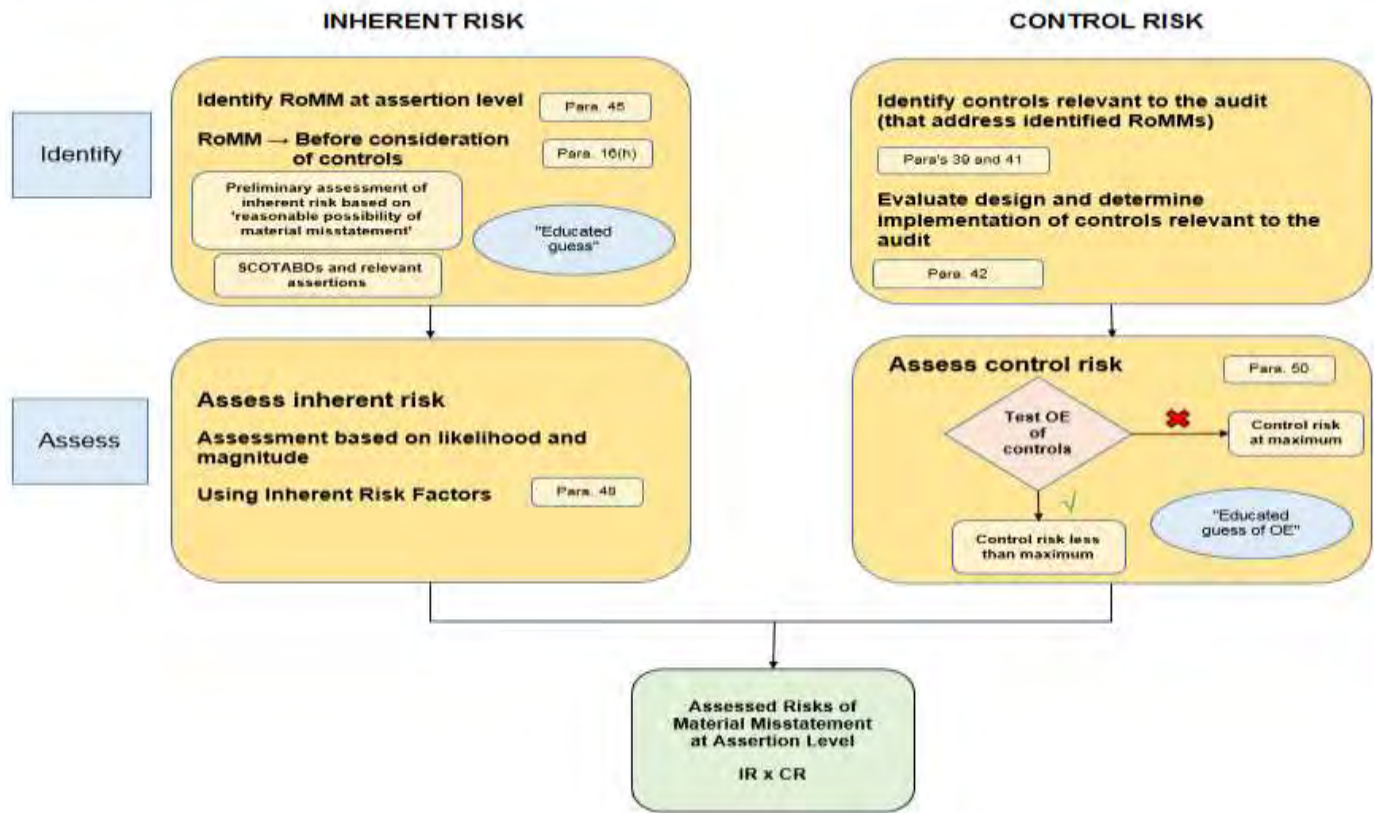 INHERENT RISK
CONTROL RISK
Identify
Identify RoMM at assertion level
Para. 45
RoMM → Before consideration
of controls
Para. 16(h)
Preliminary assessment of
inherent risk based on
'reasonable possibility of
material misstatement'
"Educated
guess"
SCOTABDs and relevant
assertions
Identify controls relevant to the audit
(that address identified RoMMs)
Para's 39 and 41
Evaluate design and determine
implementation of controls relevant to the
audit
Para. 42
Assess
Assess inherent risk
Assessment based on likelihood and
magnitude
Using Inherent Risk Factors
Para.
Assess control risk
Para. 50
Test OE
of
controls
Control risk
at maximum
Control risk less
than maximum
"Educated
guess of OE"
Assessed Risks of
Material Misstatement
at Assertion Level
IR x CR